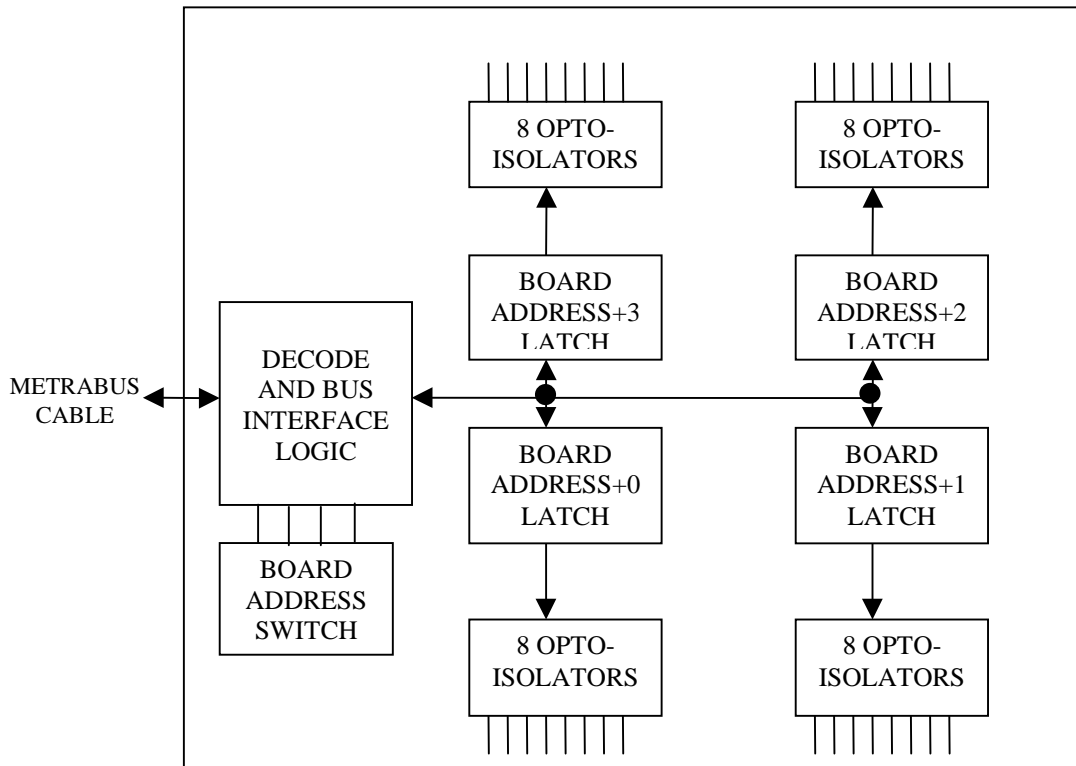 8 OPTO-
ISOLATORS
8 OPTO-
ISOLATORS
BOARD
ADDRESS+3
LATCH
BOARD
ADDRESS+2
LATCH
METRABUS
CABLE
DECODE
AND BUS
INTERFACE
LOGIC
BOARD
ADDRESS+0
LATCH
BOARD
ADDRESS+1
LATCH
BOARD
ADDRESS
SWITCH
8 OPTO-
ISOLATORS
8 OPTO-
ISOLATORS